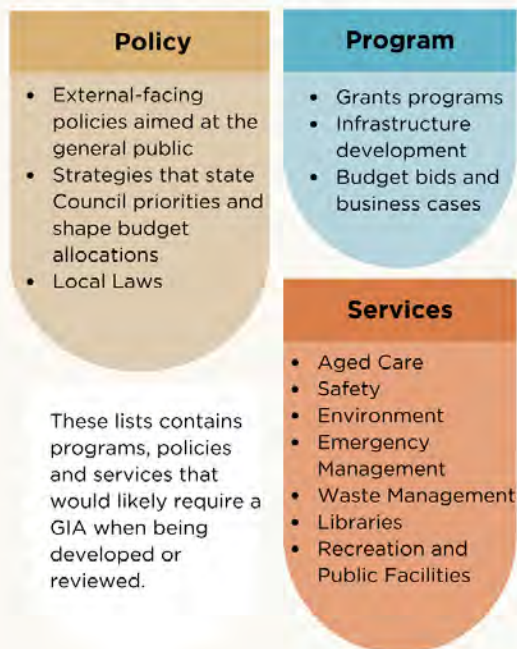 Policy
• External-facing
policies aimed at the
general public
• Strategies that state
Council priorities and
shape budget
allocations
• Local Laws
Program
• Grants programs
• Infrastructure
development
• Budget bids and
business cases
Services
• Aged Care
• Safety
• Environment
• Emergency
Management
• Waste Management
• Libraries
• Recreation and
Public Facilities
These lists contains
programs, policies
and services that
would likely require a
GIA when being
developed or
reviewed.